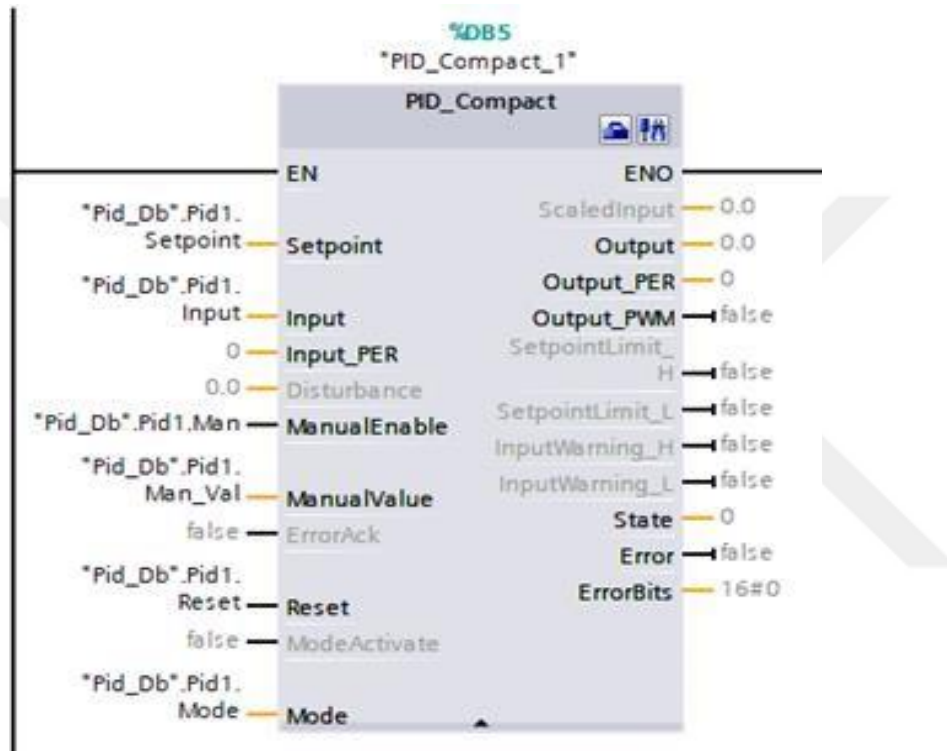 %DB5
"PID_Compact_1"
PID_Compact
EN ENO
ScaledInput 0.0
"Pid_Db".Pid1.
Setpoint Setpoint Output 0.0
Output_PER 0
"Pid_Db".Pid1.
Input Input Output_PWM false
0 Input_PER SetpointLimit_
H false
0.0 Disturbance
"Pid_Db".Pid1.Man ManualEnable SetpointLimit_L false
InputWarning_H false
"Pid_Db".Pid1.
Man_Val ManualValue InputWarning_L false
State 0
false ErrorAck Error false
"Pid_Db".Pid1. ErrorBits 16#0
Reset Reset
false ModeActivate
"Pid_Db".Pid1.
Mode Mode